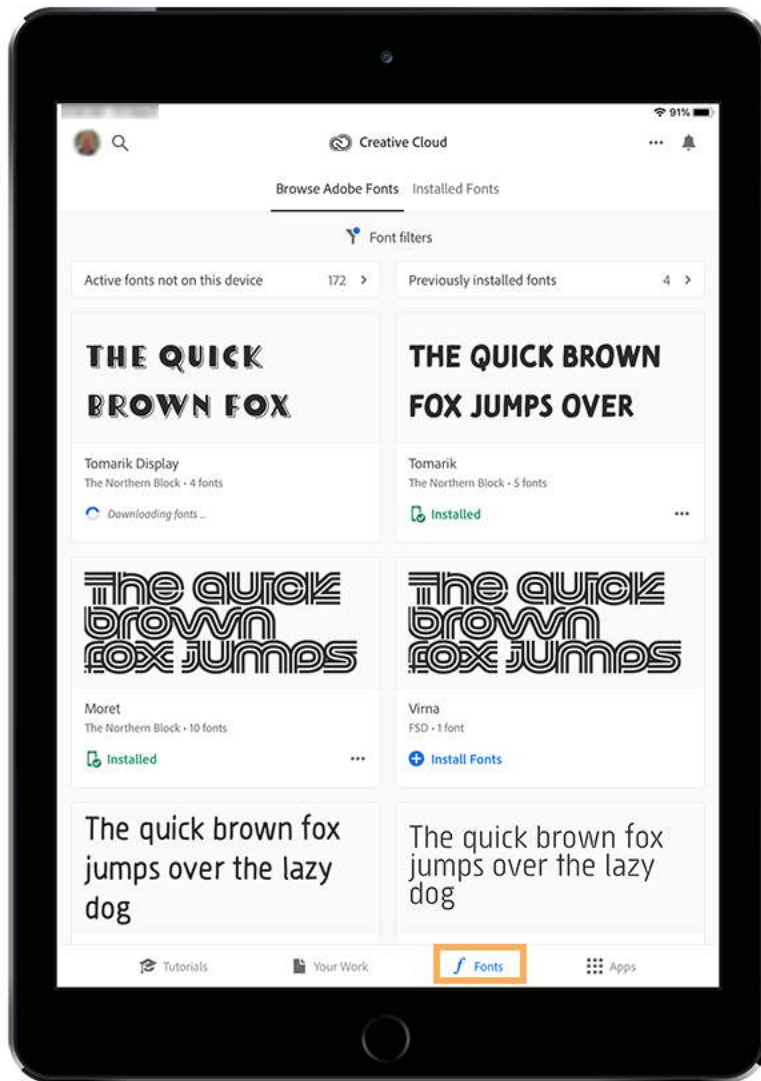 91%
Creative Cloud
Browse Adobe Fonts Installed Fonts
Font filters
Active fonts not on this device 172 >
Previously installed fonts 4 >
THE QUICK
BROWN FOX
Tomarik Display
The Northern Block • 4 fonts
Downloading fonts ...
THE QUICK BROWN
FOX JUMPS OVER
Tomarik
The Northern Block • 5 fonts
Installed
The quick
brown
fox jumps
Moret
The Northern Block • 10 fonts
Installed
The quick
brown
fox jumps
Virna
FSD • 1 font
Install Fonts
The quick brown fox
jumps over the lazy
dog
The quick brown fox
jumps over the lazy
dog
Tutorials Your Work Fonts Apps